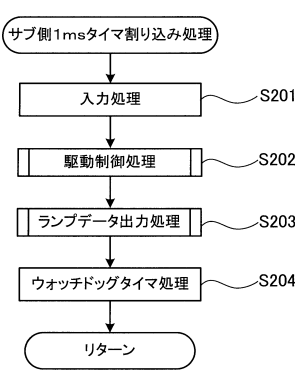 サブ側1msタイマ割り込み処理
入力処理
S201
駆動制御処理
S202
ランプデータ出力処理
S203
ウォッチドッグタイマ処理
S204
リターン